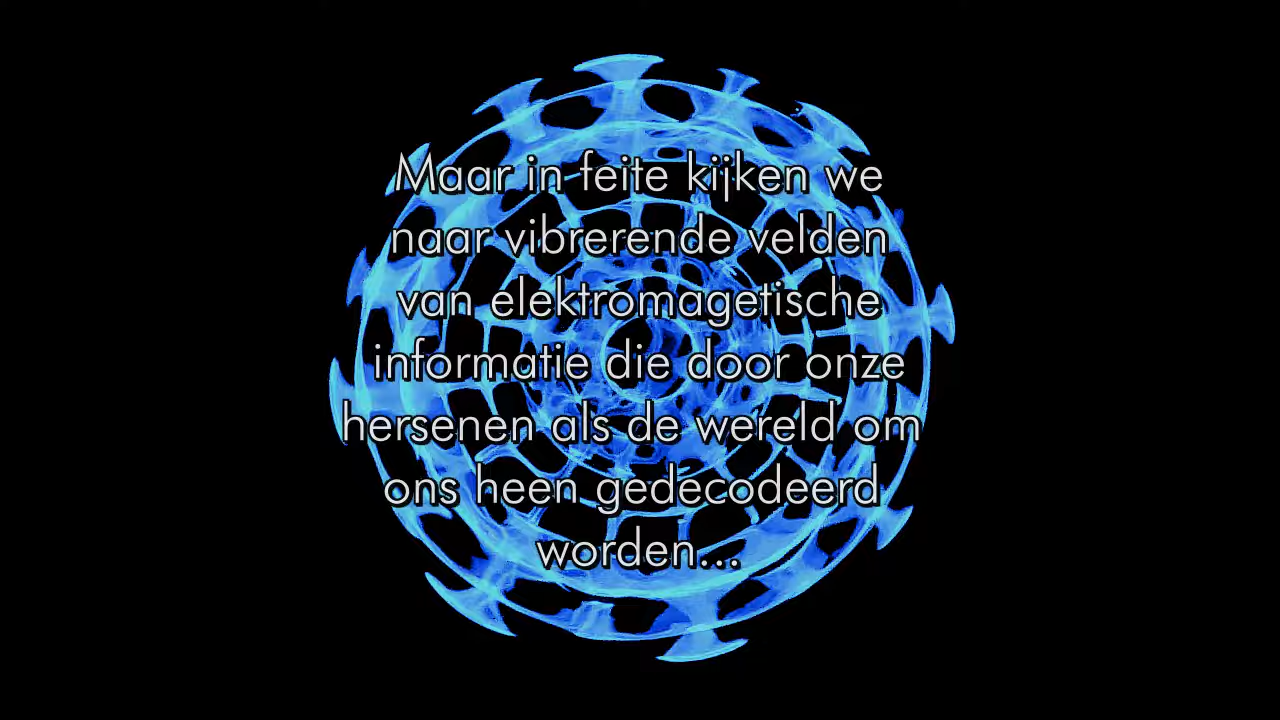 Maar in feite kijken we
naar vibrerende velden
van elektromagetische
informatie die door onze
hersenen als de wereld om
ons heen gedecodeerd
worden...